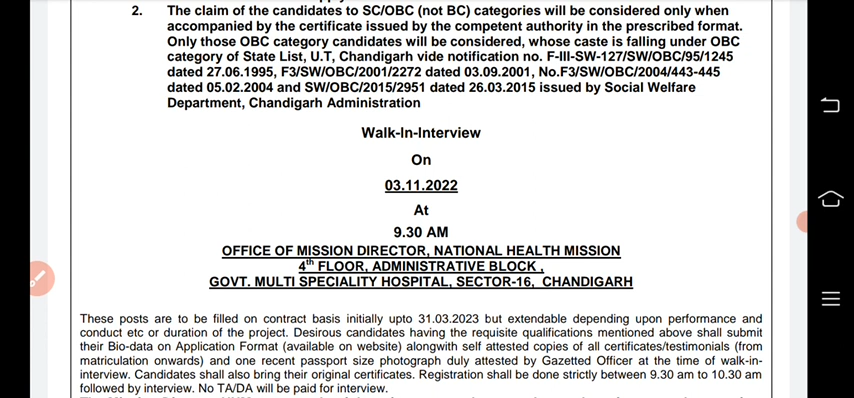 2. The claim of the candidates to SC/OBC (not BC) categories will be considered only when
accompanied by the certificate issued by the competent authority in the prescribed format.
Only those OBC category candidates will be considered, whose caste is falling under OBC
category of State List, U.T, Chandigarh vide notification no. F-III-SW-127/SW/OBC/95/1245
dated 27.06.1995, F3/SW/OBC/2001/2272 dated 03.09.2001, No.F3/SW/OBC/2004/443-445
dated 05.02.2004 and SW/OBC/2015/2951 dated 26.03.2015 issued by Social Welfare
Department, Chandigarh Administration
Walk-In-Interview
On
03.11.2022
At
9.30 AM
OFFICE OF MISSION DIRECTOR, NATIONAL HEALTH MISSION
4th FLOOR, ADMINISTRATIVE BLOCK ,
GOVT. MULTI SPECIALITY HOSPITAL, SECTOR-16, CHANDIGARH
These posts are to be filled on contract basis initially upto 31.03.2023 but extendable depending upon performance and
conduct etc or duration of the project. Desirous candidates having the requisite qualifications mentioned above shall submit
their Bio-data on Application Format (available on website) alongwith self attested copies of all certificates/testimonials (from
matriculation onwards) and one recent passport size photograph duly attested by Gazetted Officer at the time of walk-in-
interview. Candidates shall also bring their original certificates. Registration shall be done strictly between 9.30 am to 10.30 am
followed by interview. No TA/DA will be paid for interview.